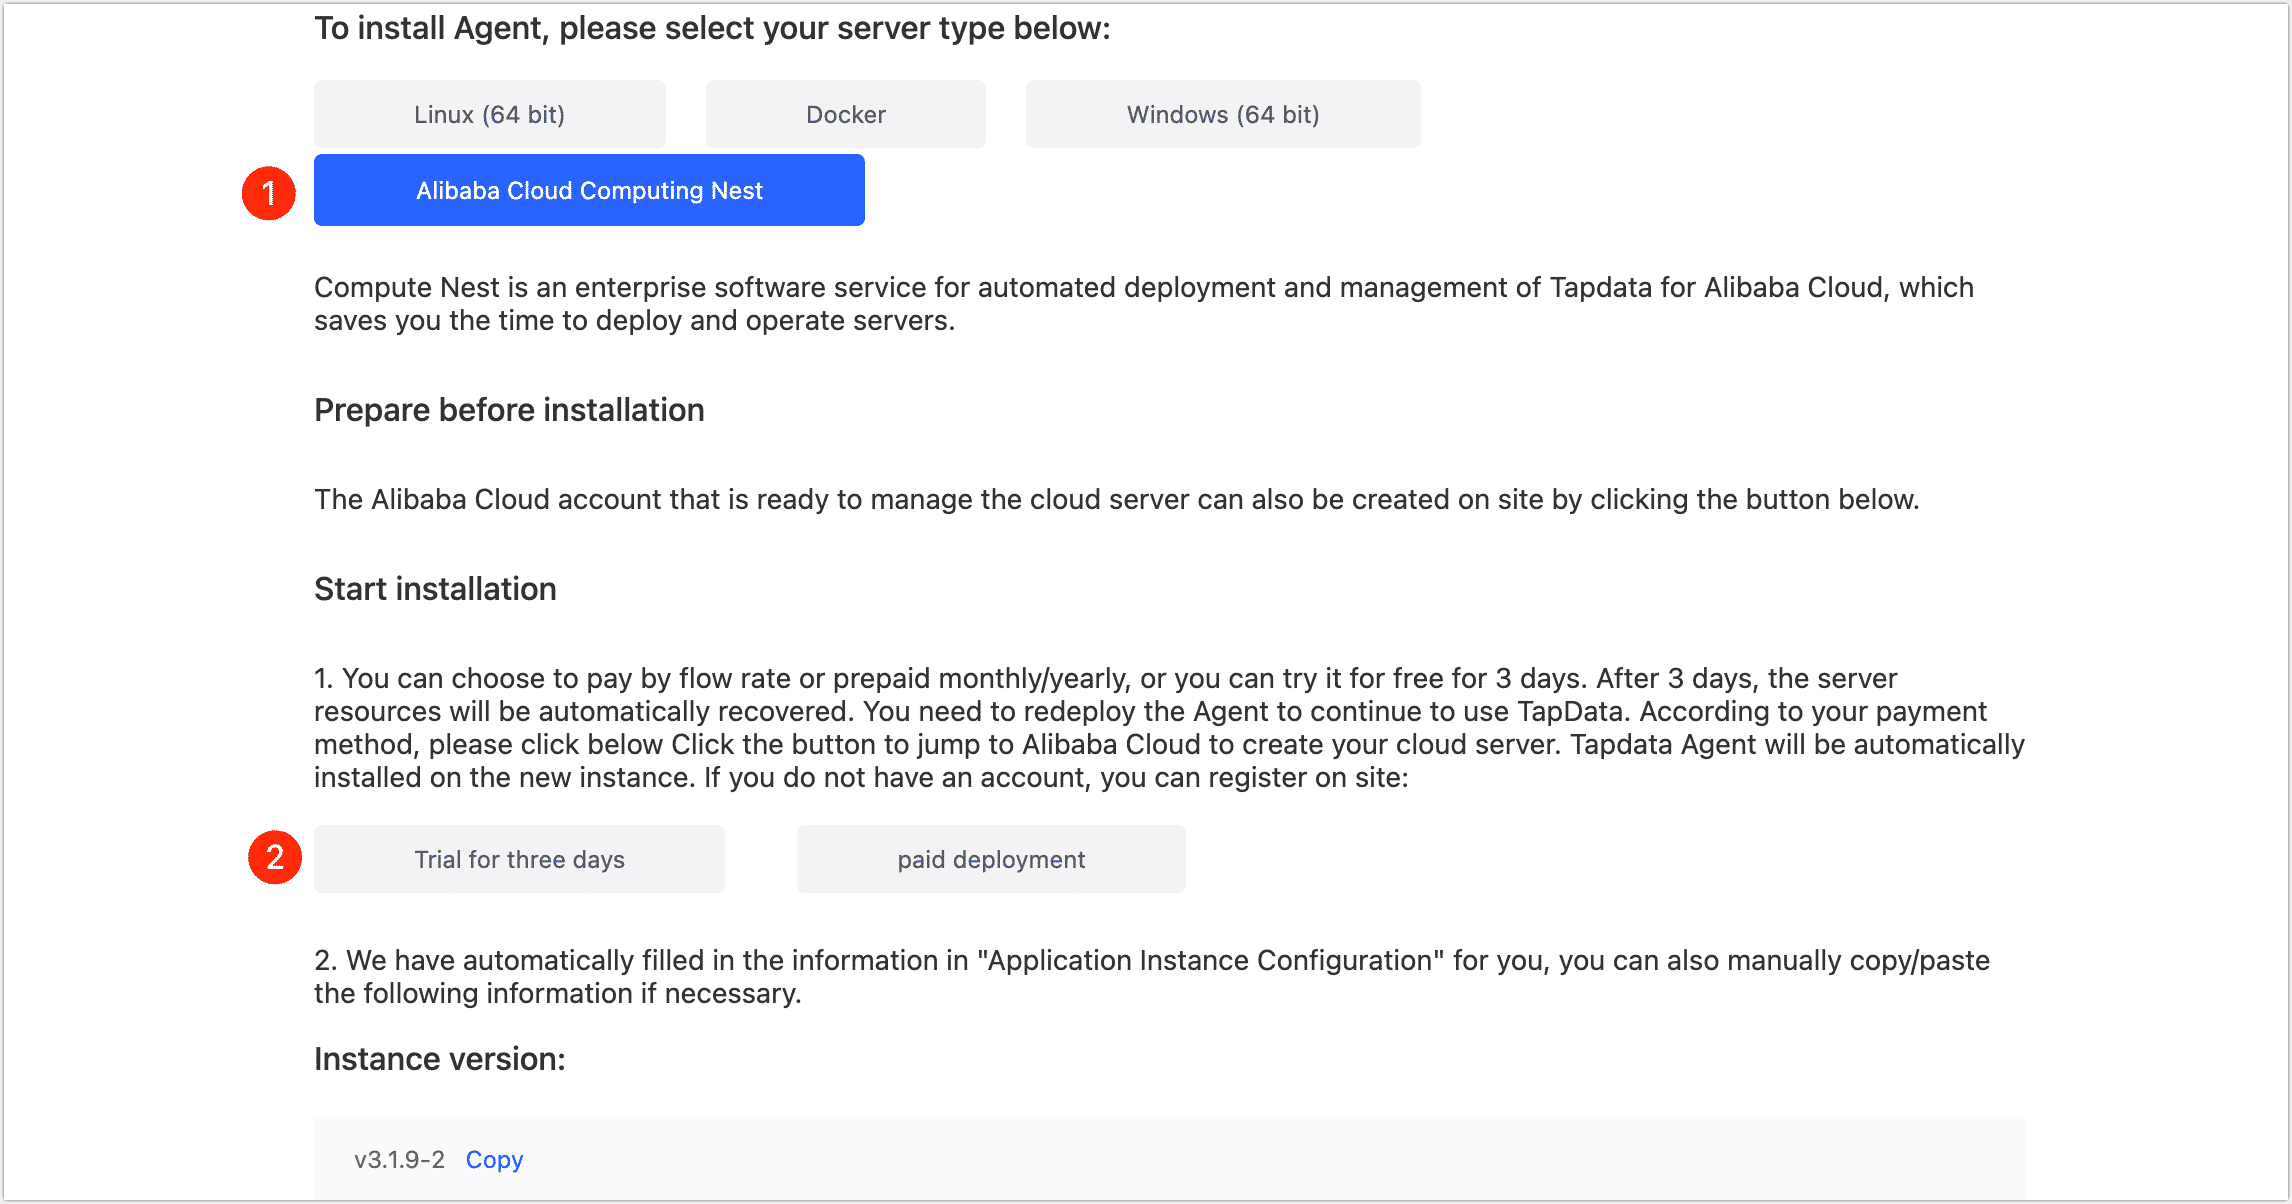 To install Agent, please select your server type below:
Linux (64 bit) Docker Windows (64 bit)
1 Alibaba Cloud Computing Nest
Compute Nest is an enterprise software service for automated deployment and management of Tapdata for Alibaba Cloud, which
saves you the time to deploy and operate servers.
Prepare before installation
The Alibaba Cloud account that is ready to manage the cloud server can also be created on site by clicking the button below.
Start installation
1. You can choose to pay by flow rate or prepaid monthly/yearly, or you can try it for free for 3 days. After 3 days, the server
resources will be automatically recovered. You need to redeploy the Agent to continue to use TapData. According to your payment
method, please click below Click the button to jump to Alibaba Cloud to create your cloud server. Tapdata Agent will be automatically
installed on the new instance. If you do not have an account, you can register on site:
2 Trial for three days paid deployment
2. We have automatically filled in the information in "Application Instance Configuration" for you, you can also manually copy/paste
the following information if necessary.
Instance version:
v3.1.9-2 Copy